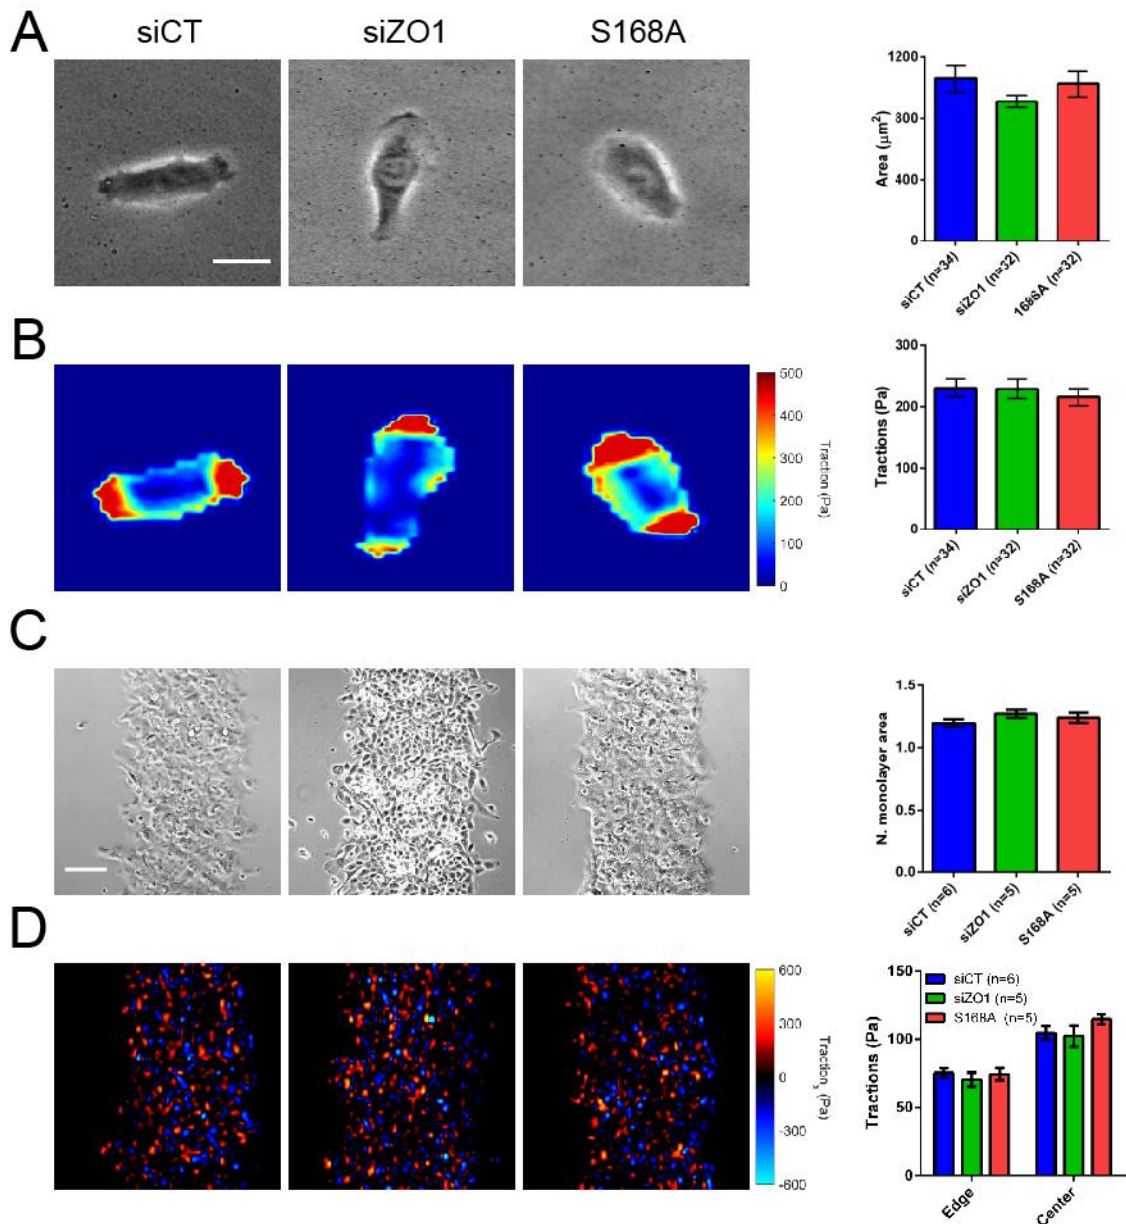 A
siCT
siZO1
S168A
1200
800
400
0
Area (μm²)
siCT (n=34)
siZO1 (n=32)
168SA (n=32)
B
500
400
300
200
100
0
Traction (Pa)
300
200
100
0
Tractions (Pa)
siCT (n=34)
siZO1 (n=32)
S168A (n=32)
C
1.5
1.0
0.5
0.0
N. monolayer area
siCT (n=6)
siZO1 (n=5)
S168A (n=5)
D
600
300
0
-300
-600
Tractionₓ (Pa)
150
100
50
0
Tractions (Pa)
siCT (n=6)
siZO1 (n=5)
S168A (n=5)
Edge
Center